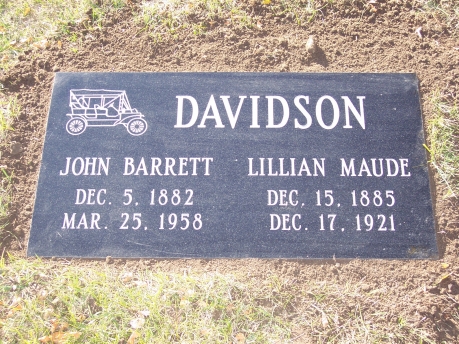 DAVIDSON
JOHN BARRETT
DEC. 5, 1882
MAR. 25, 1958
LILLIAN MAUDE
DEC. 15, 1885
DEC. 17, 1921